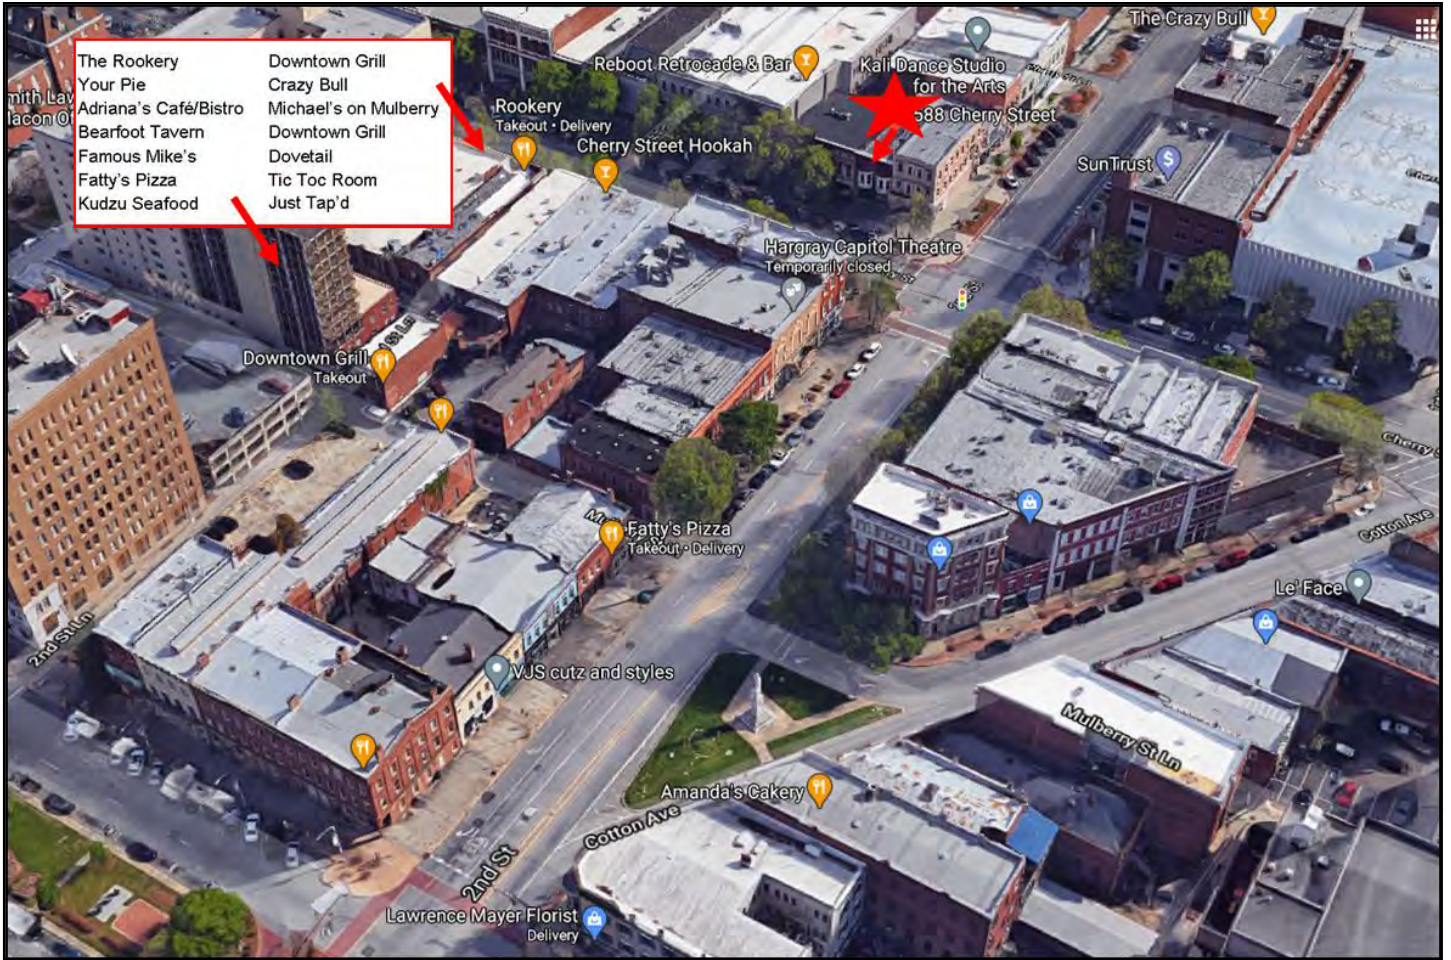 The Crazy Bull
Reboot Retrocade & Bar
Kali Dance Studio
for the Arts
588 Cherry Street
The Rookery
Your Pie
Adriana's Café/Bistro
Bearfoot Tavern
Famous Mike's
Fatty's Pizza
Kudzu Seafood
Downtown Grill
Crazy Bull
Michael's on Mulberry
Downtown Grill
Dovetail
Tic Toc Room
Just Tap'd
Rookery
Takeout • Delivery
Cherry Street Hookah
SunTrust
Hargray Capitol Theatre
Temporarily closed
Downtown Grill
Takeout
Cherry
Cotton Ave
Fatty's Pizza
Takeout • Delivery
Le' Face
2nd St Ln
VJS cutz and styles
Mulberry St Ln
Amanda's Cakery
Cotton Ave
2nd St
Lawrence Mayer Florist
Delivery